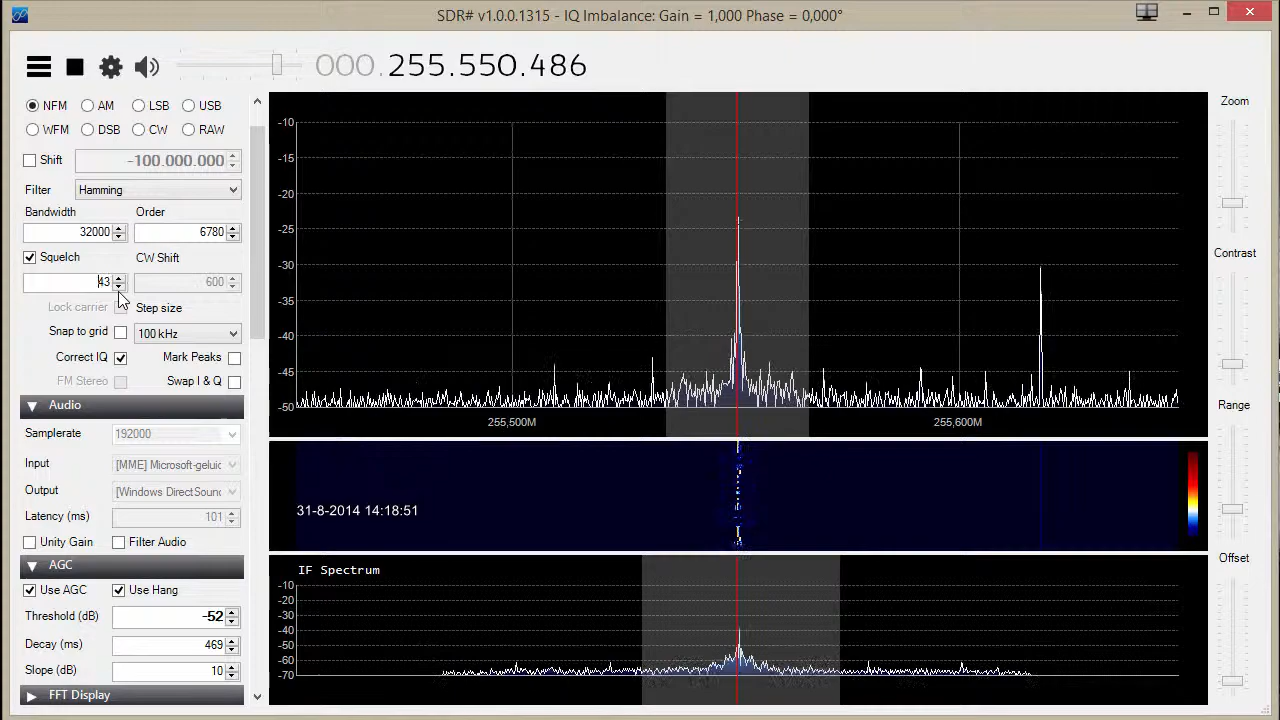 SDR# v1.0.0.1315 - IQ Imbalance: Gain = 1,000 Phase = 0,000°
000.255.550.486
NFM AM LSB USB
WFM DSB CW RAW
Shift -100.000.000
Filter Hamming
Bandwidth Order
32000 6780
Squelch CW Shift
43 600
Lock carrier Step size
Snap to grid 100 kHz
Correct IQ Mark Peaks
FM Stereo Swap I & Q
Audio
Samplerate 192000
Input [MME] Microsoft-geluic
Output [Windows DirectSound
Latency (ms) 101
Unity Gain Filter Audio
AGC
Use AGC Use Hang
Threshold (dB) -52
Decay (ms) 469
Slope (dB) 10
FFT Display
-10
-15
-20
-25
-30
-35
-40
-45
-50
255,500M 255,600M
31-8-2014 14:18:51
IF Spectrum
-10
-20
-30
-40
-50
-60
-70
Zoom
Contrast
Range
Offset